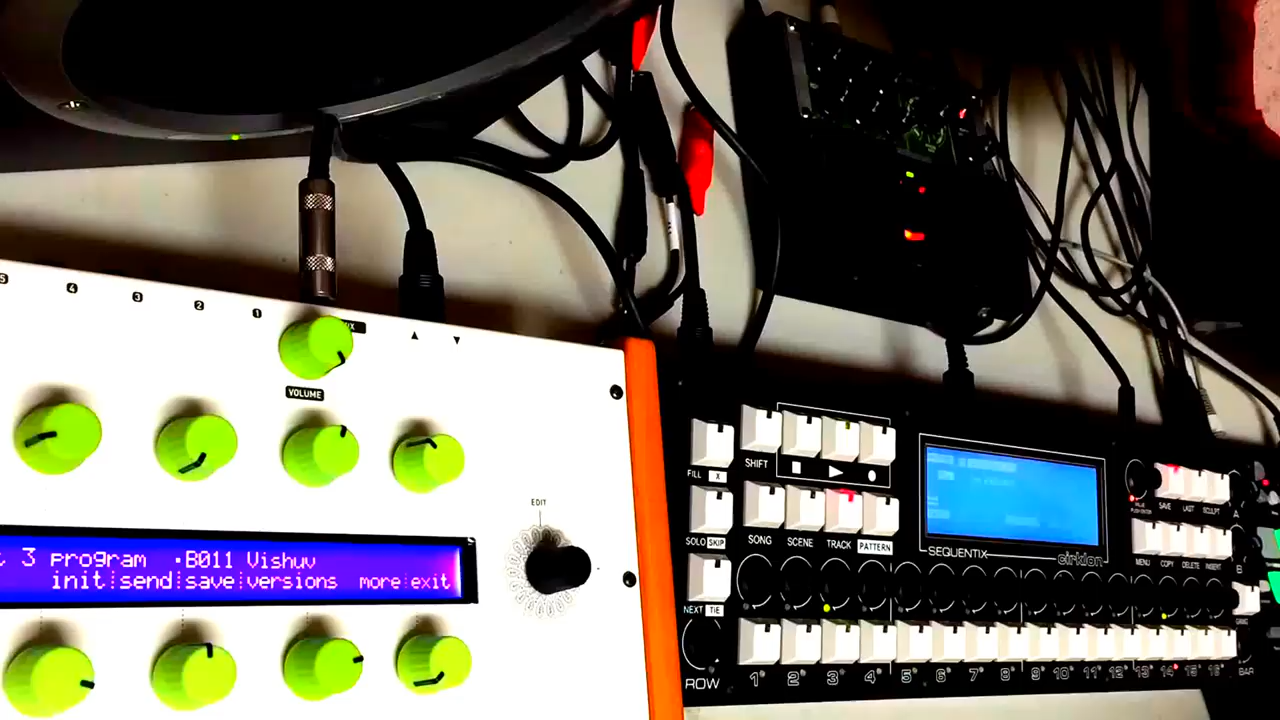 5 4 3 2 1
VOLUME
EDIT
3 program ·B011 Vishuv
init send save versions more exit
SHIFT
FILL X
SOLO SKIP
SONG SCENE TRACK PATTERN
NEXT TIE
ROW
SEQUENTIX
cirklon
SAVE LAST SCULPT
MENU COPY DELETE INSERT
A
B
1 2 3 4 5 6 7 8 9 10 11 12 13 14 15 16
BAR